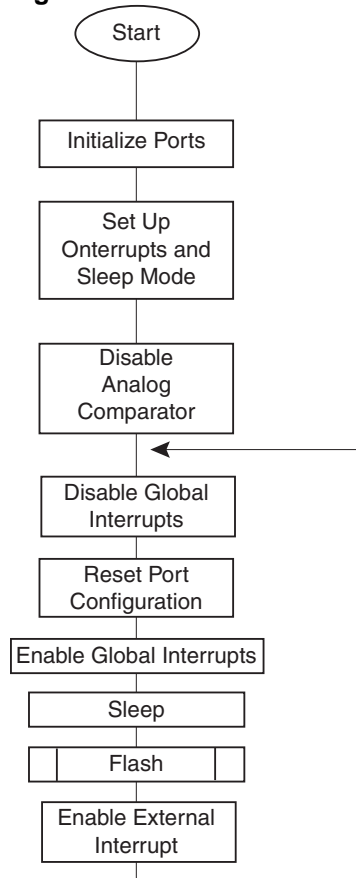 Start
Initialize Ports
Set Up
Onterrupts and
Sleep Mode
Disable
Analog
Comparator
Disable Global
Interrupts
Reset Port
Configuration
Enable Global Interrupts
Sleep
Flash
Enable External
Interrupt